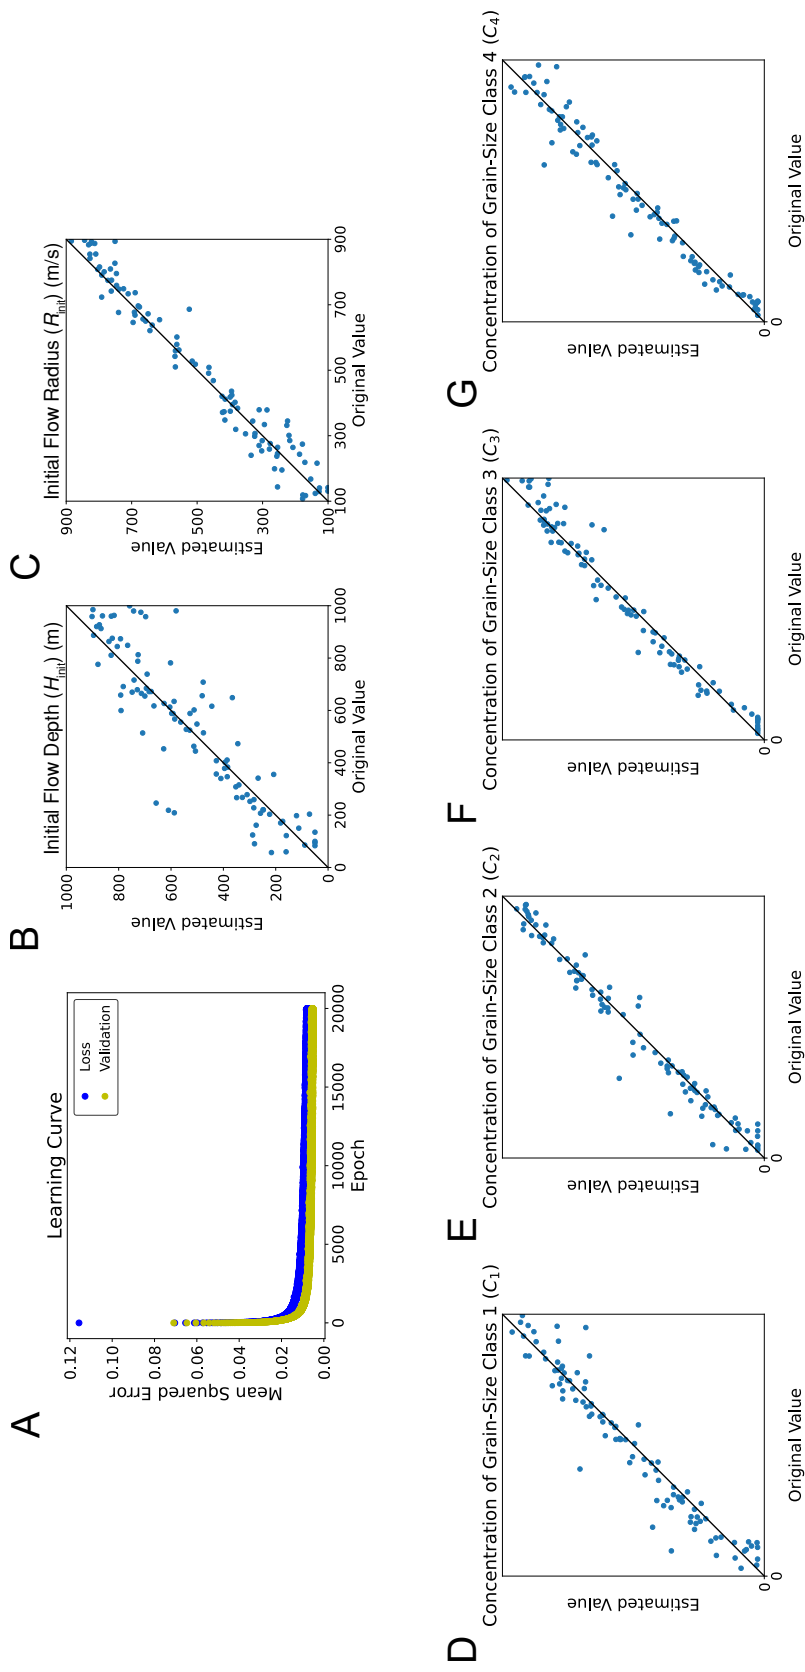 A
Learning Curve
Loss
Validation
0.12
0.10
0.08
0.06
0.04
0.02
0.00
Mean Squared Error
0
5000
10000
15000
20000
Epoch
B
Initial Flow Depth (H_init) (m)
1000
800
600
400
200
0
Estimated Value
0
200
400
600
800
1000
Original Value
C
Initial Flow Radius (R_init) (m/s)
900
700
500
300
100
Estimated Value
100
300
500
700
900
Original Value
D
Concentration of Grain-Size Class 1 (C₁)
Estimated Value
0
0
Original Value
E
Concentration of Grain-Size Class 2 (C₂)
Estimated Value
0
0
Original Value
F
Concentration of Grain-Size Class 3 (C₃)
Estimated Value
0
0
Original Value
G
Concentration of Grain-Size Class 4 (C₄)
Estimated Value
0
0
Original Value